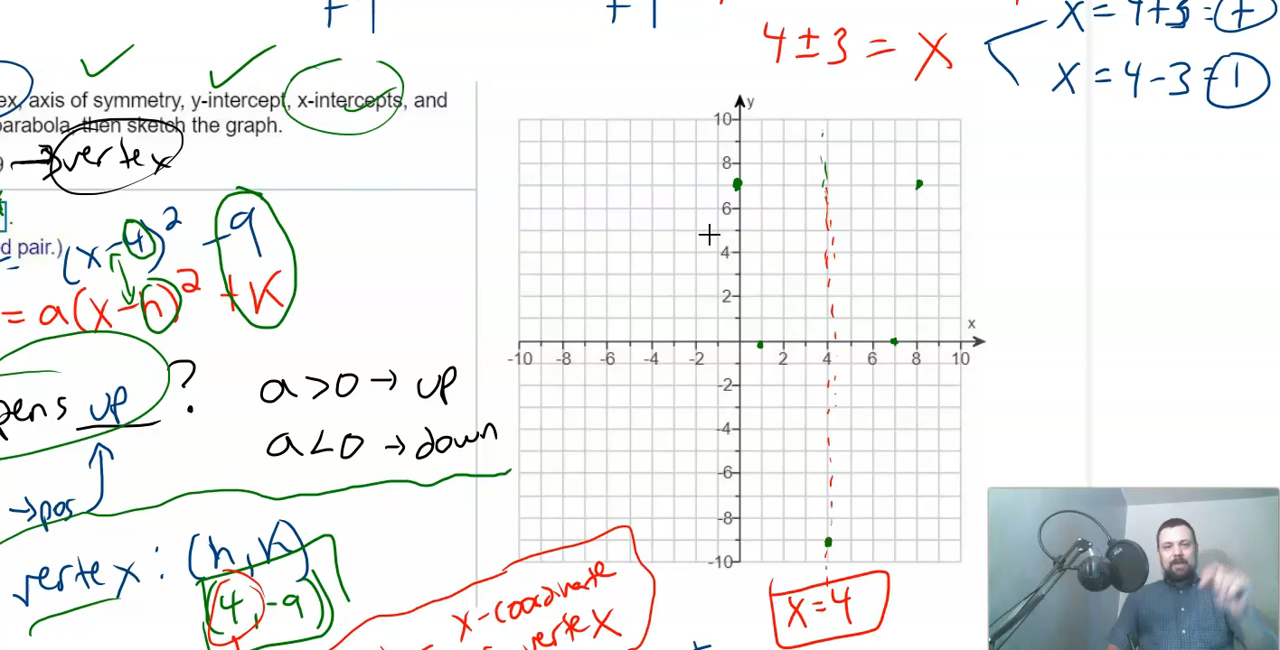 +9 +9
4 ± 3 = X
x = 4+3 = 7
x = 4-3 = 1
ex, axis of symmetry, y-intercept, x-intercepts, and
parabola, then sketch the graph.
9 → vertex
d pair.)
= (x-4)² -9
= a(x-h)² +K
pens up ?
a>0 → up
a<0 → down
→pos
vertex : (h, K)
(4, -9)
x-coordinate
vertex
x=4
y
10
8
6
4
2
x
-10 -8 -6 -4 -2 2 4 6 8 10
-2
-4
-6
-8
-10